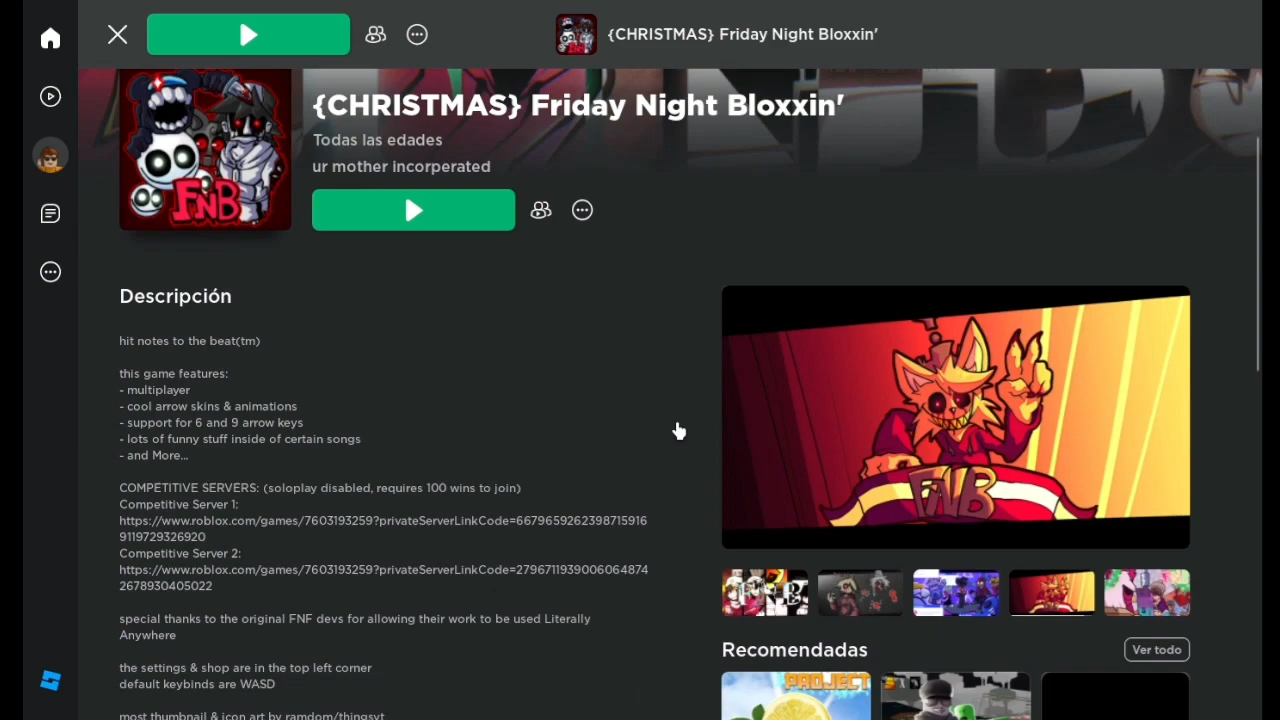 {CHRISTMAS} Friday Night Bloxxin'
{CHRISTMAS} Friday Night Bloxxin'
Todas las edades
ur mother incorperated
FNB
Descripción
hit notes to the beat(tm)
this game features:
- multiplayer
- cool arrow skins & animations
- support for 6 and 9 arrow keys
- lots of funny stuff inside of certain songs
- and More...
COMPETITIVE SERVERS: (soloplay disabled, requires 100 wins to join)
Competitive Server 1:
https://www.roblox.com/games/7603193259?privateServerLinkCode=6679659262398715916
9119729326920
Competitive Server 2:
https://www.roblox.com/games/7603193259?privateServerLinkCode=2796711939006064874
2678930405022
special thanks to the original FNF devs for allowing their work to be used Literally
Anywhere
the settings & shop are in the top left corner
default keybinds are WASD
most thumbnail & icon art by ramdom/thingsyt
FNB
Recomendadas
Ver todo
PROJECT